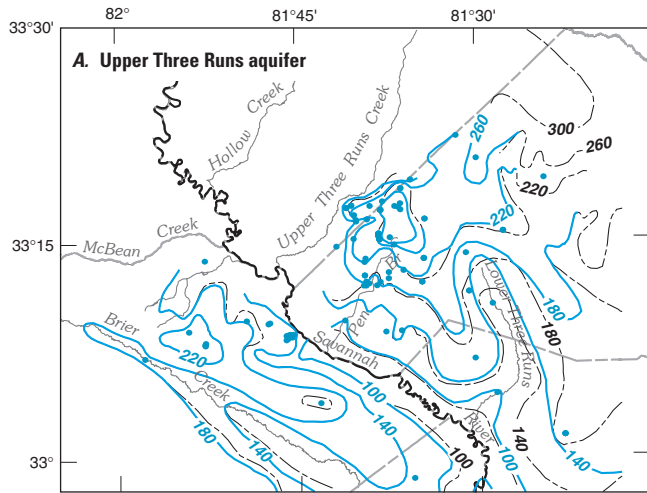 82°
81°45'
81°30'
33°30'
A. Upper Three Runs aquifer
Hollow Creek
Upper Three Runs Creek
260
300
260
220
220
33°15'
McBean Creek
Pen Br
Lower Three Runs
180
180
Brier Creek
220
Savannah River
100
140
180
140
100
140
100
140
33°